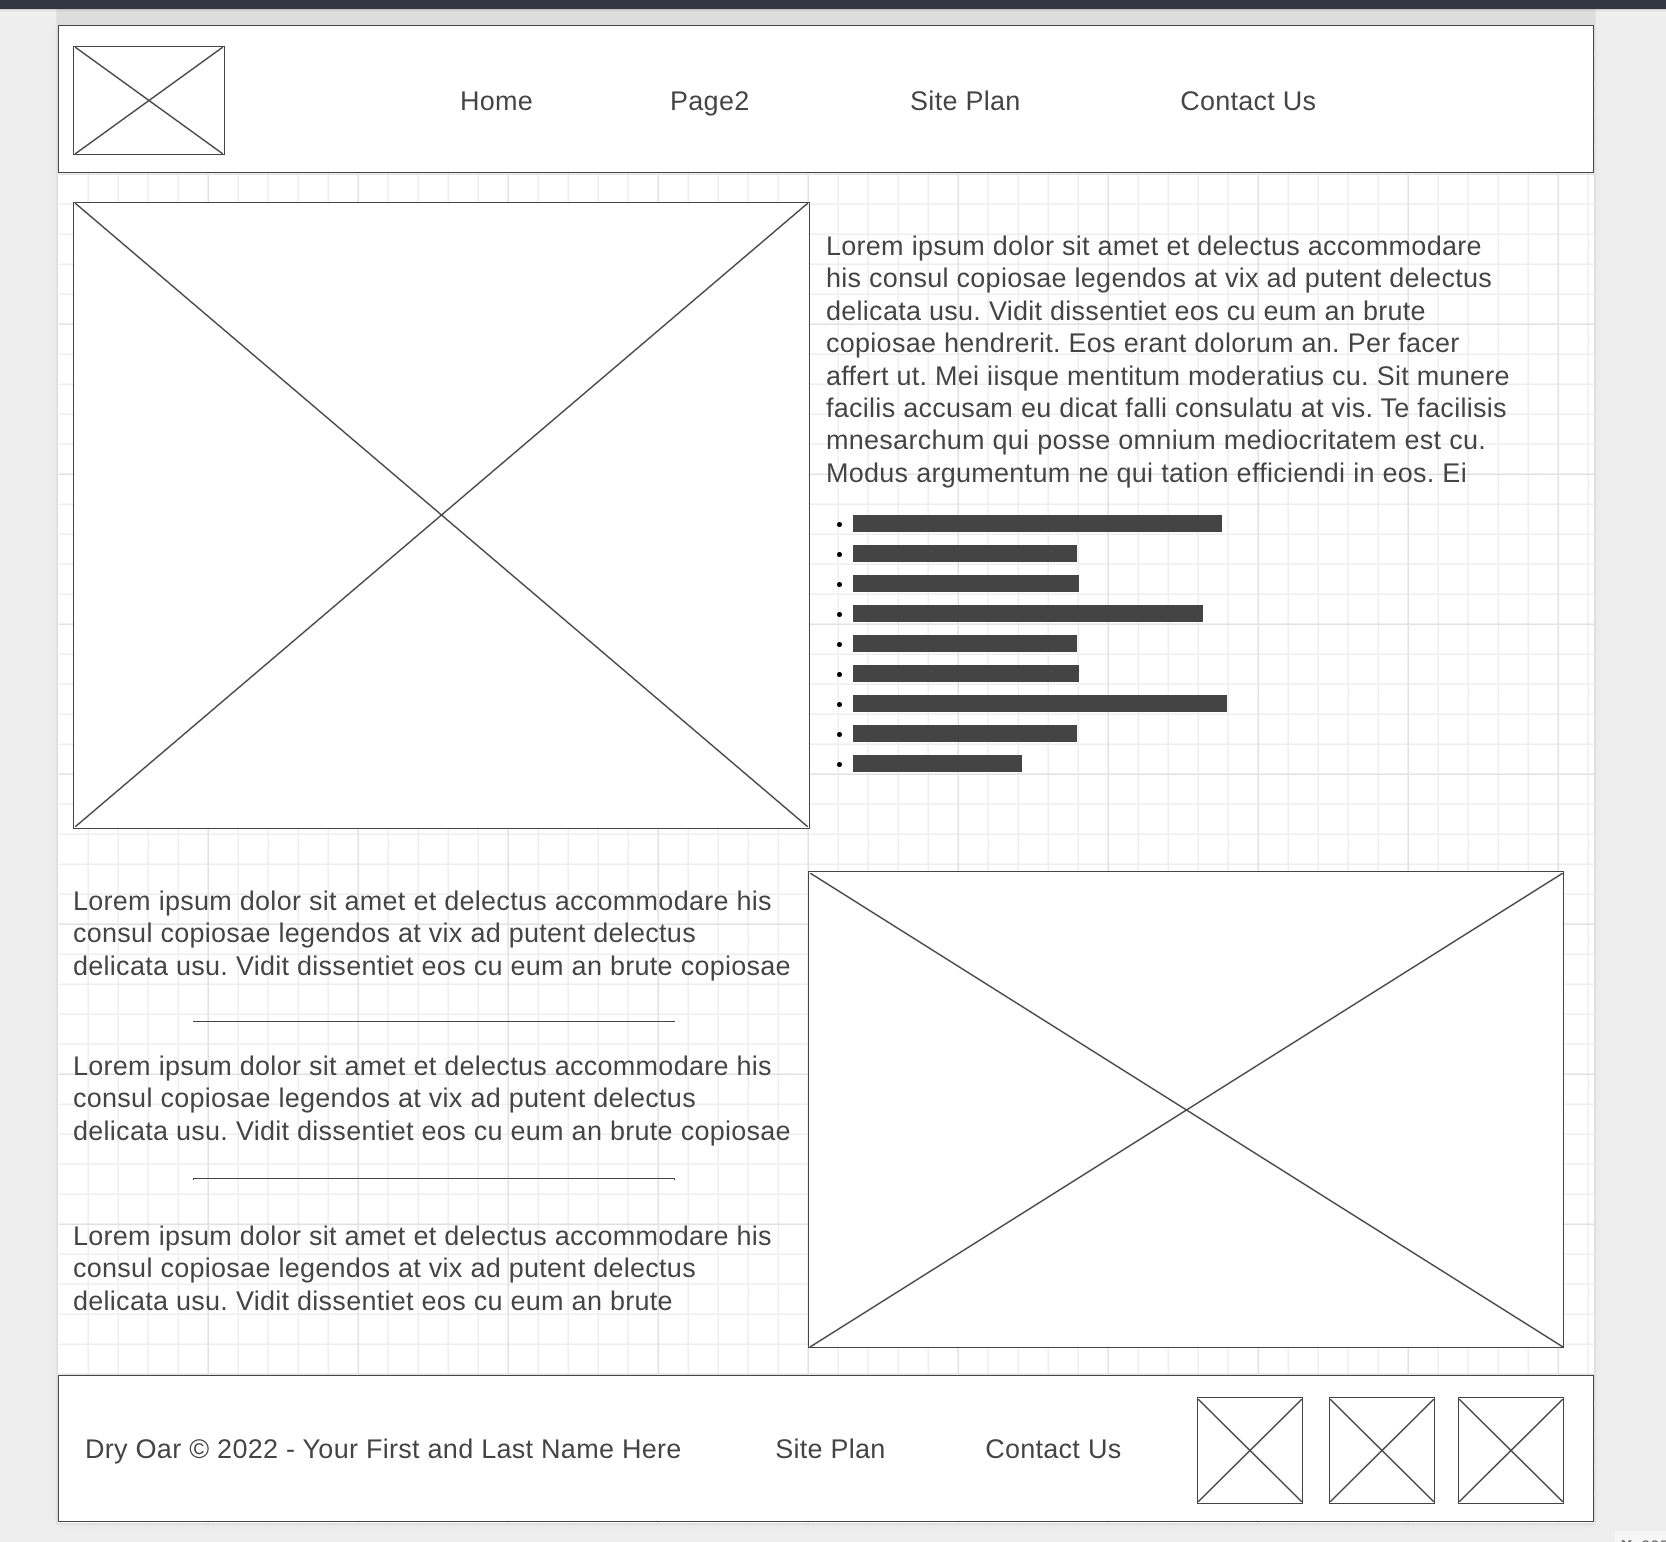 Home Page2 Site Plan Contact Us
Lorem ipsum dolor sit amet et delectus accommodare
his consul copiosae legendos at vix ad putent delectus
delicata usu. Vidit dissentiet eos cu eum an brute
copiosae hendrerit. Eos erant dolorum an. Per facer
affert ut. Mei iisque mentitum moderatius cu. Sit munere
facilis accusam eu dicat falli consulatu at vis. Te facilisis
mnesarchum qui posse omnium mediocritatem est cu.
Modus argumentum ne qui tation efficiendi in eos. Ei
Lorem ipsum dolor sit amet et delectus accommodare his
consul copiosae legendos at vix ad putent delectus
delicata usu. Vidit dissentiet eos cu eum an brute copiosae
Lorem ipsum dolor sit amet et delectus accommodare his
consul copiosae legendos at vix ad putent delectus
delicata usu. Vidit dissentiet eos cu eum an brute copiosae
Lorem ipsum dolor sit amet et delectus accommodare his
consul copiosae legendos at vix ad putent delectus
delicata usu. Vidit dissentiet eos cu eum an brute
Dry Oar © 2022 - Your First and Last Name Here Site Plan Contact Us